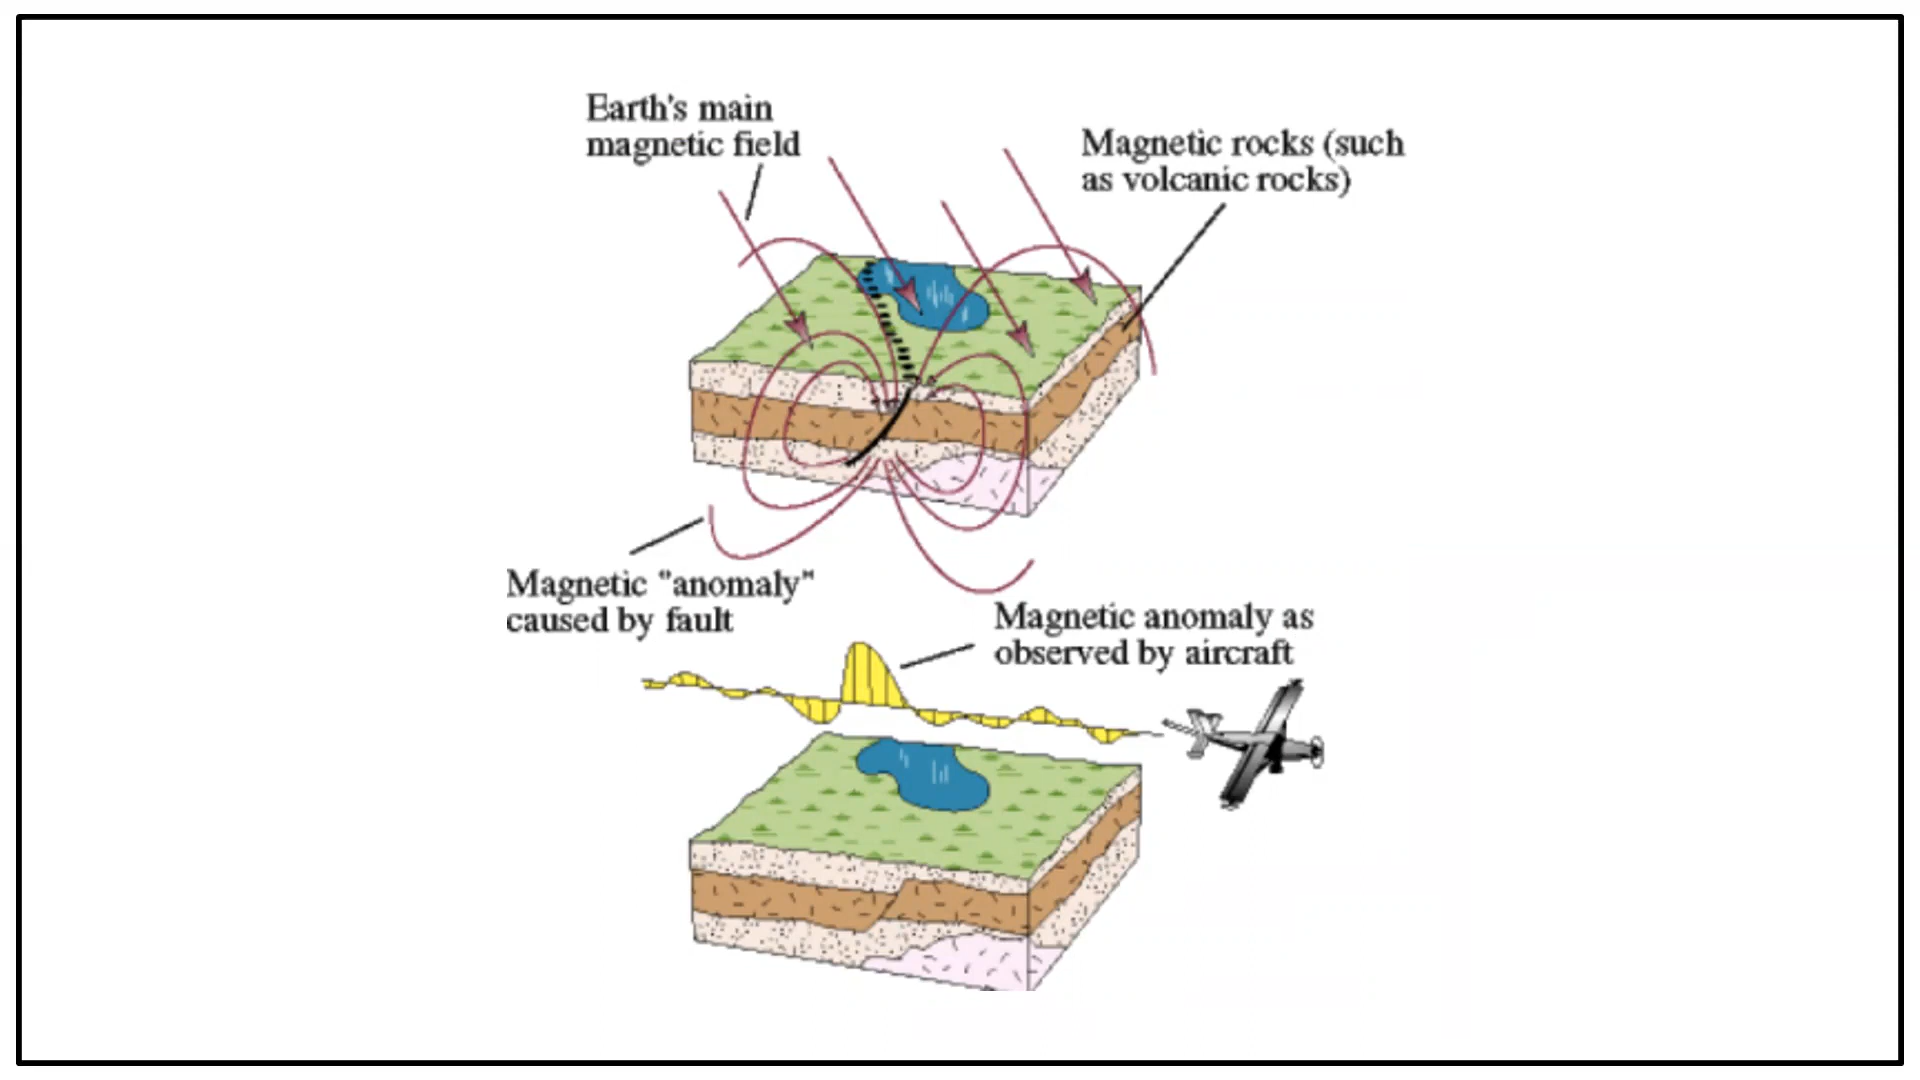 Earth's main
magnetic field
Magnetic rocks (such
as volcanic rocks)
Magnetic "anomaly"
caused by fault
Magnetic anomaly as
observed by aircraft